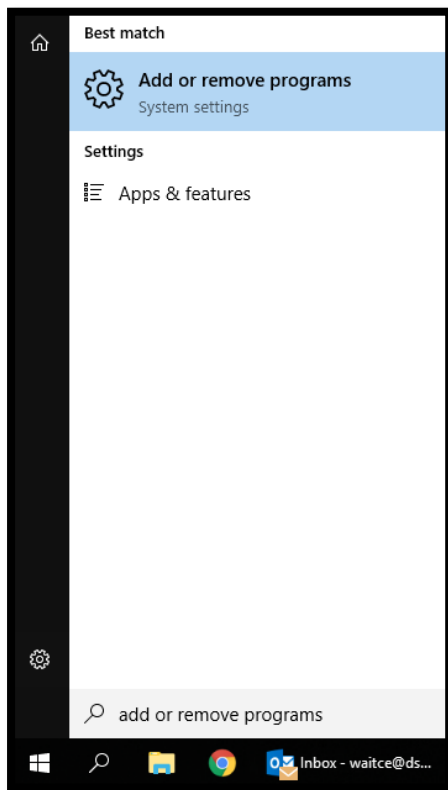 Best match
Add or remove programs
System settings
Settings
Apps & features
add or remove programs
Inbox - waitce@ds...